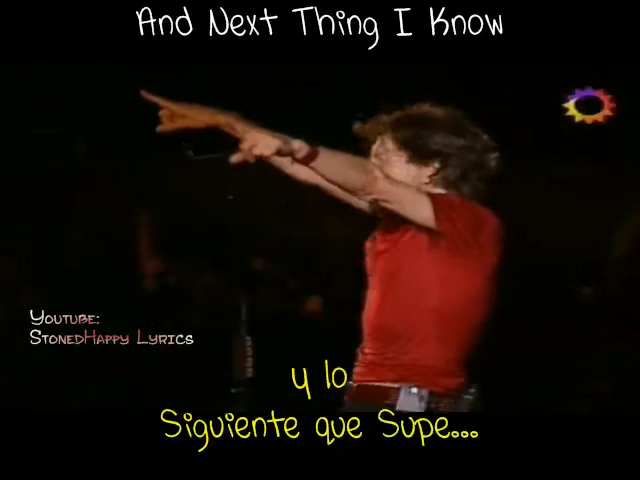 And Next Thing I Know
Youtube:
StonedHappy Lyrics
y lo
Siguiente que Supe...